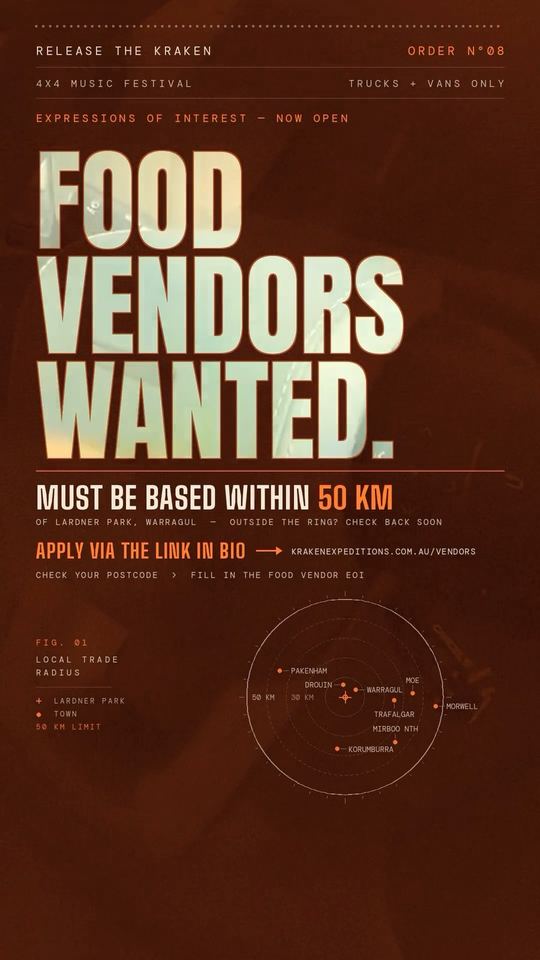 RELEASE THE KRAKEN ORDER N°08
4X4 MUSIC FESTIVAL TRUCKS + VANS ONLY
EXPRESSIONS OF INTEREST — NOW OPEN
FOOD
VENDORS
WANTED.
MUST BE BASED WITHIN 50 KM
OF LARDNER PARK, WARRAGUL — OUTSIDE THE RING? CHECK BACK SOON
APPLY VIA THE LINK IN BIO → KRAKENEXPEDITIONS.COM.AU/VENDORS
CHECK YOUR POSTCODE > FILL IN THE FOOD VENDOR EOI
FIG. 01
LOCAL TRADE
RADIUS
+ LARDNER PARK
TOWN
50 KM LIMIT
PAKENHAM
MOE
DROUIN
WARRAGUL
50 KM 30 KM
MORWELL
TRAFALGAR
MIRBOO NTH
KORUMBURRA